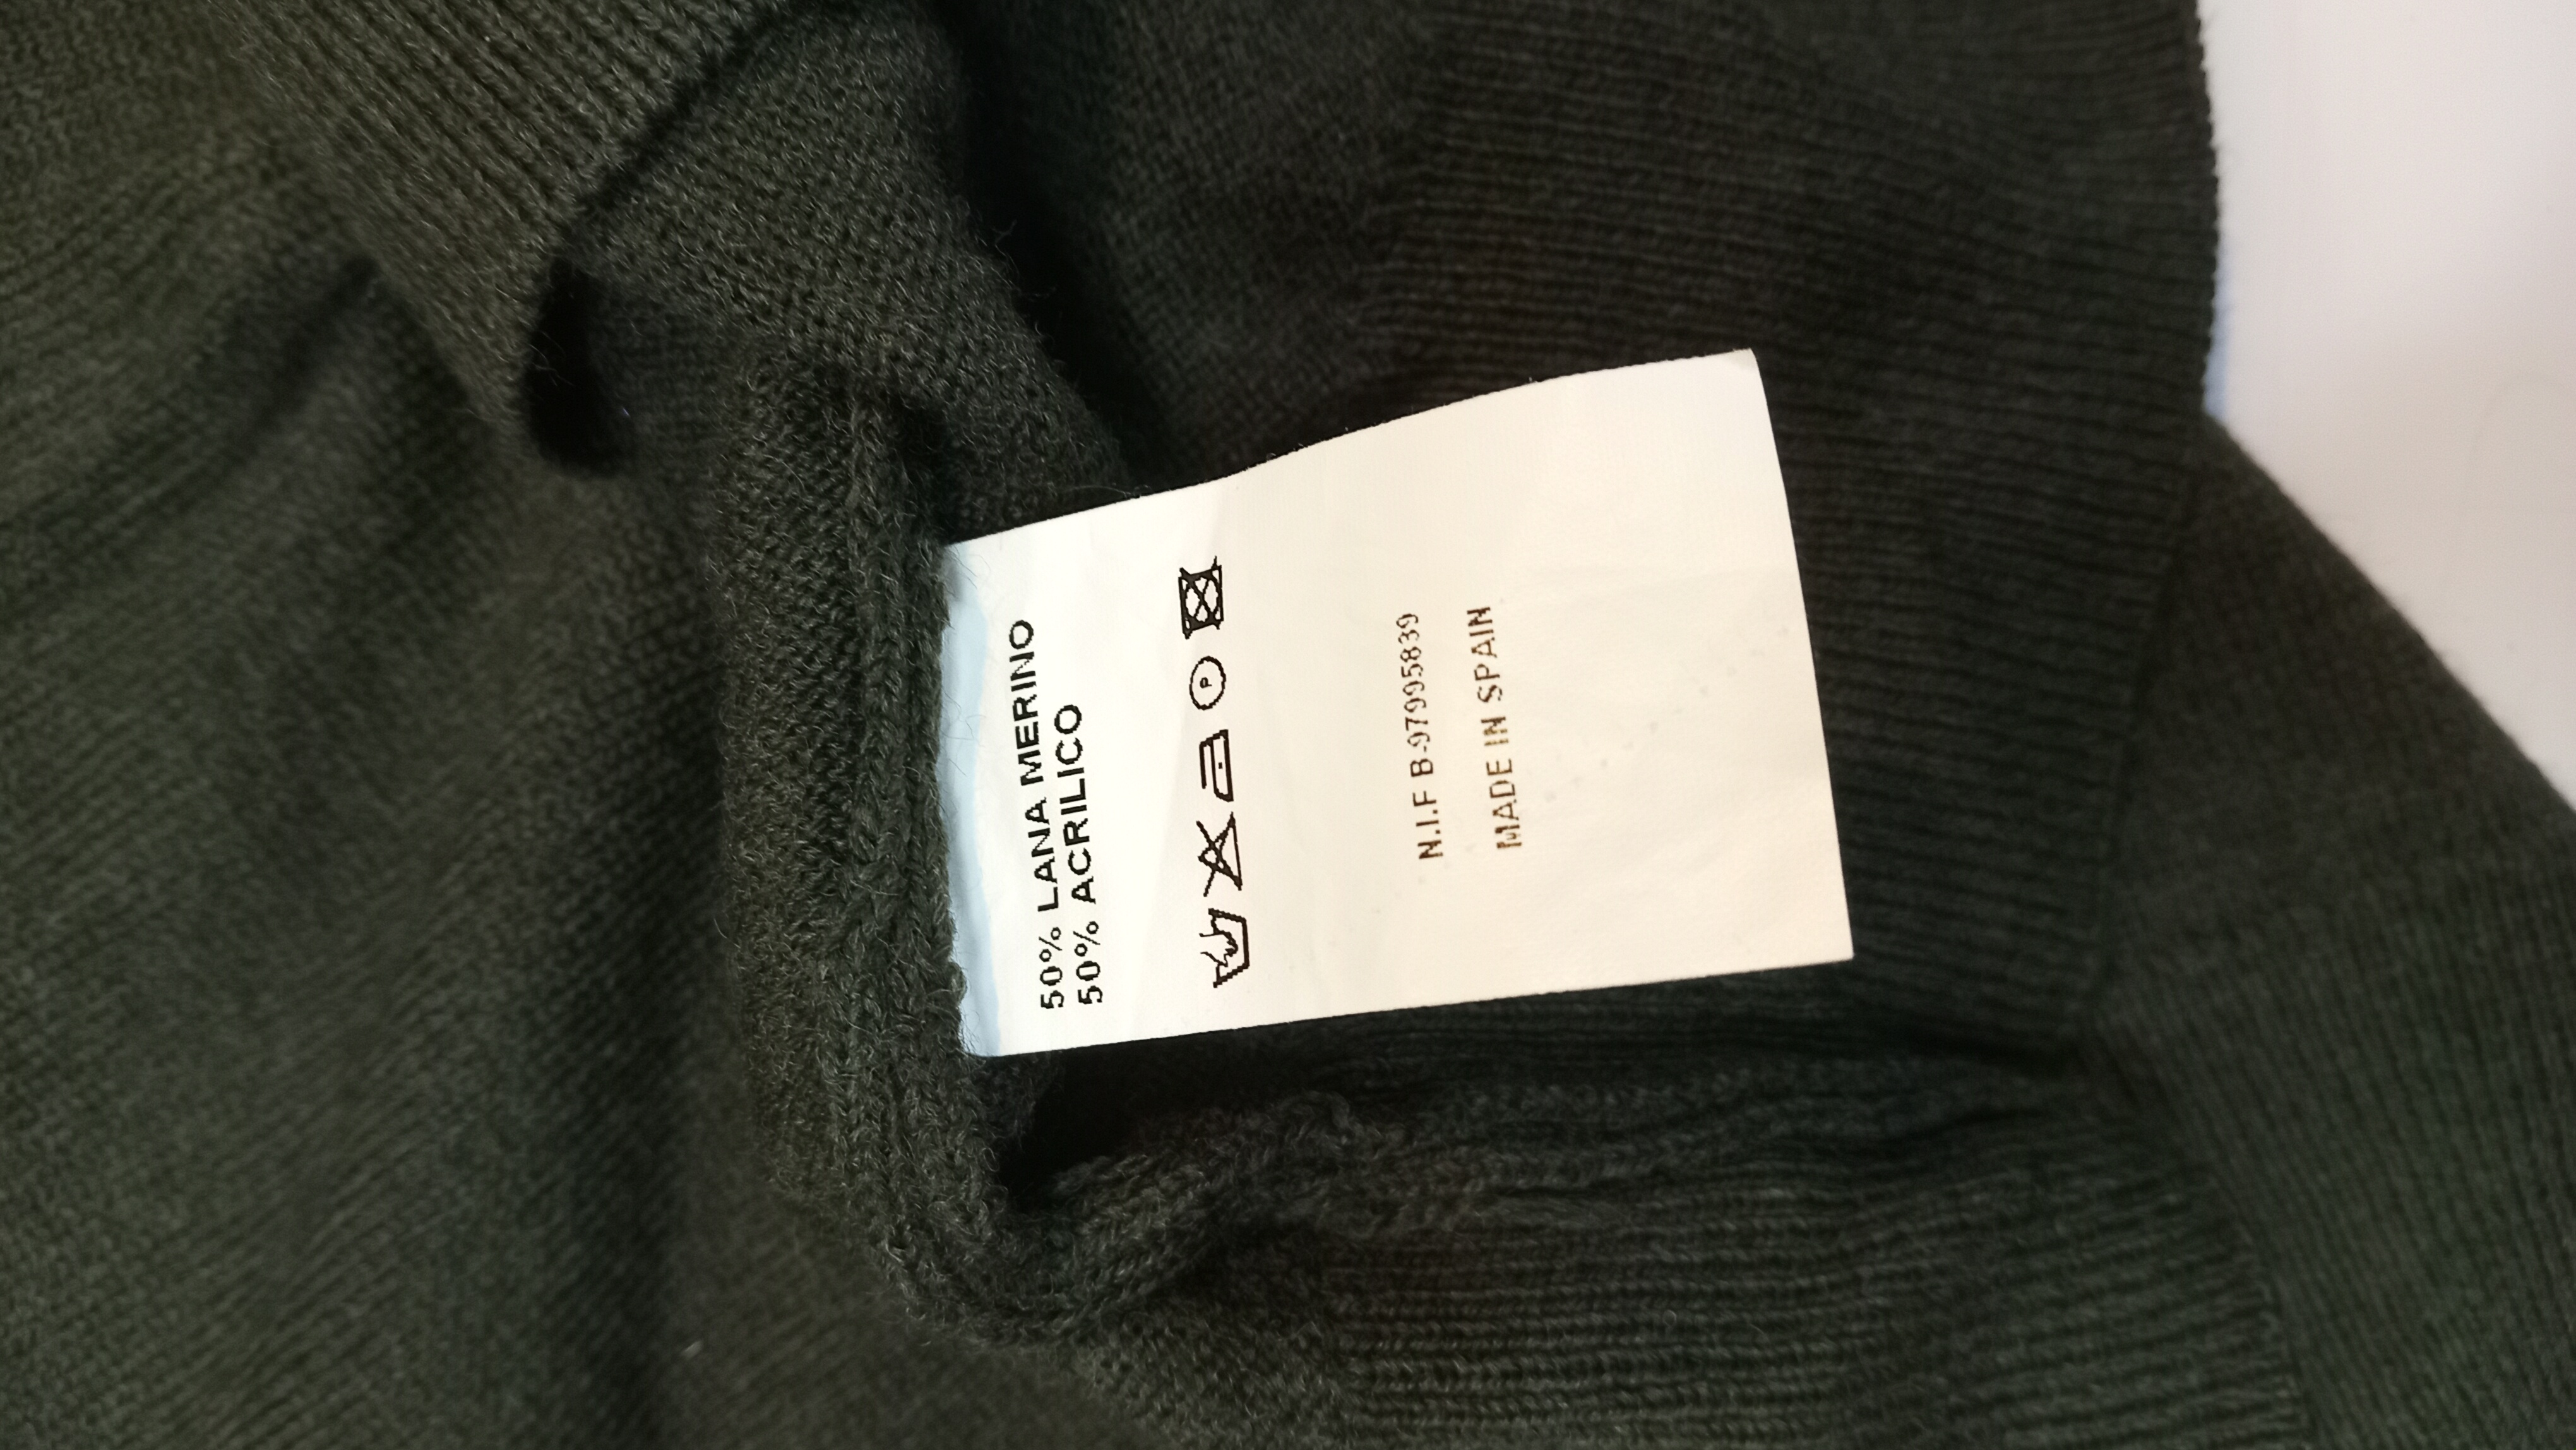 50% LANA MERINO
50% ACRILICO
P
N.I.F B-97995839
MADE IN SPAIN